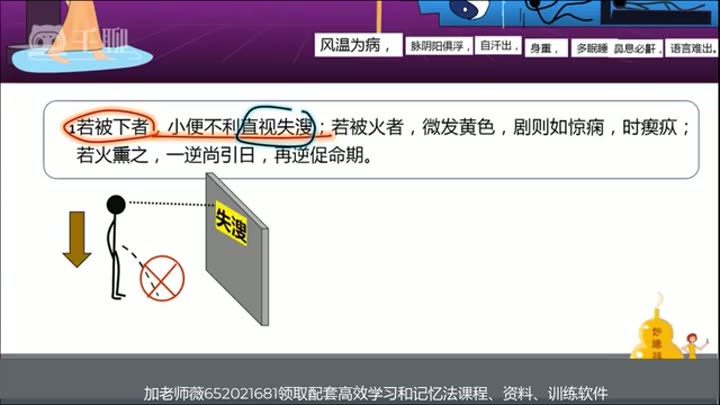 千聊
风温为病，
脉阴阳俱浮，
自汗出，
身重，
多眠睡
鼻息必鼾，
语言难出。
1若被下者，小便不利直视失溲；若被火者，微发黄色，剧则如惊痫，时瘈疭；
若火熏之，一逆尚引日，再逆促命期。
失溲
加老师薇652021681领取配套高效学习和记忆法课程、资料、训练软件